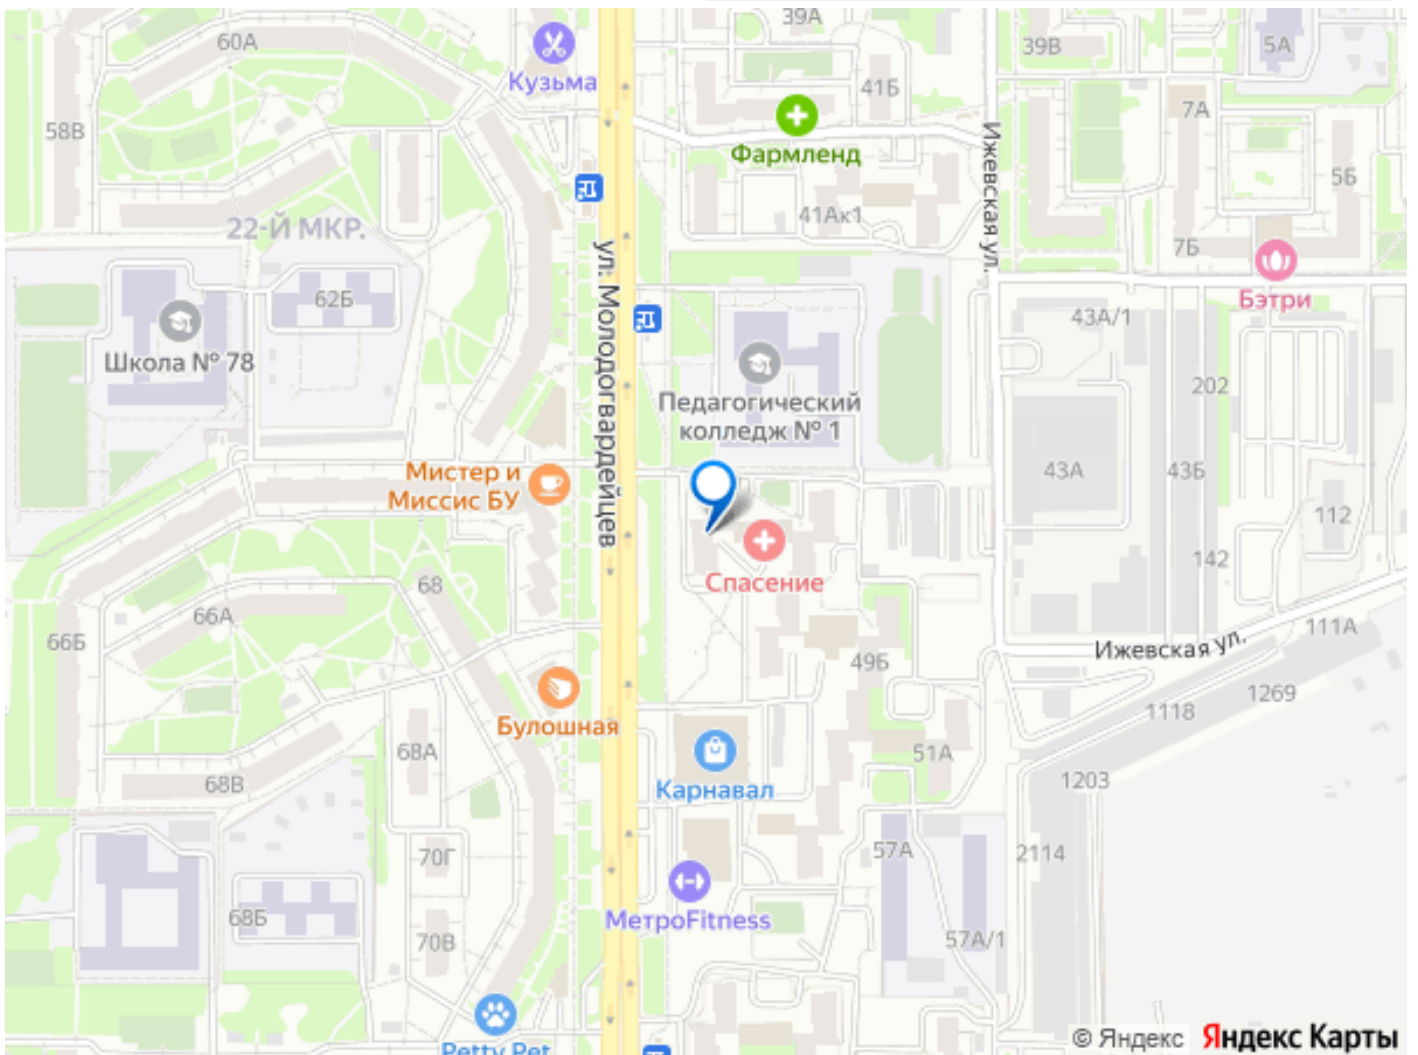 39А
60А
39В
5А
Кузьма
41Б
7А
58В
Фармленд
Ижевская ул.
5Б
41Ак1
22-Й МКР.
7Б
ул. Молодогвардейцев
62Б
Бэтри
43А/1
Школа № 78
202
Педагогический
колледж № 1
Мистер и
Миссис БУ
43А
43Б
112
142
Спасение
68
66А
66Б
111А
Ижевская ул.
49Б
1269
1118
Булошная
68А
51А
68В
Карнавал
1203
70Г
57А
2114
68Б
МетроFitness
70В
57А/1
Petty Pet
© Яндекс Яндекс Карты